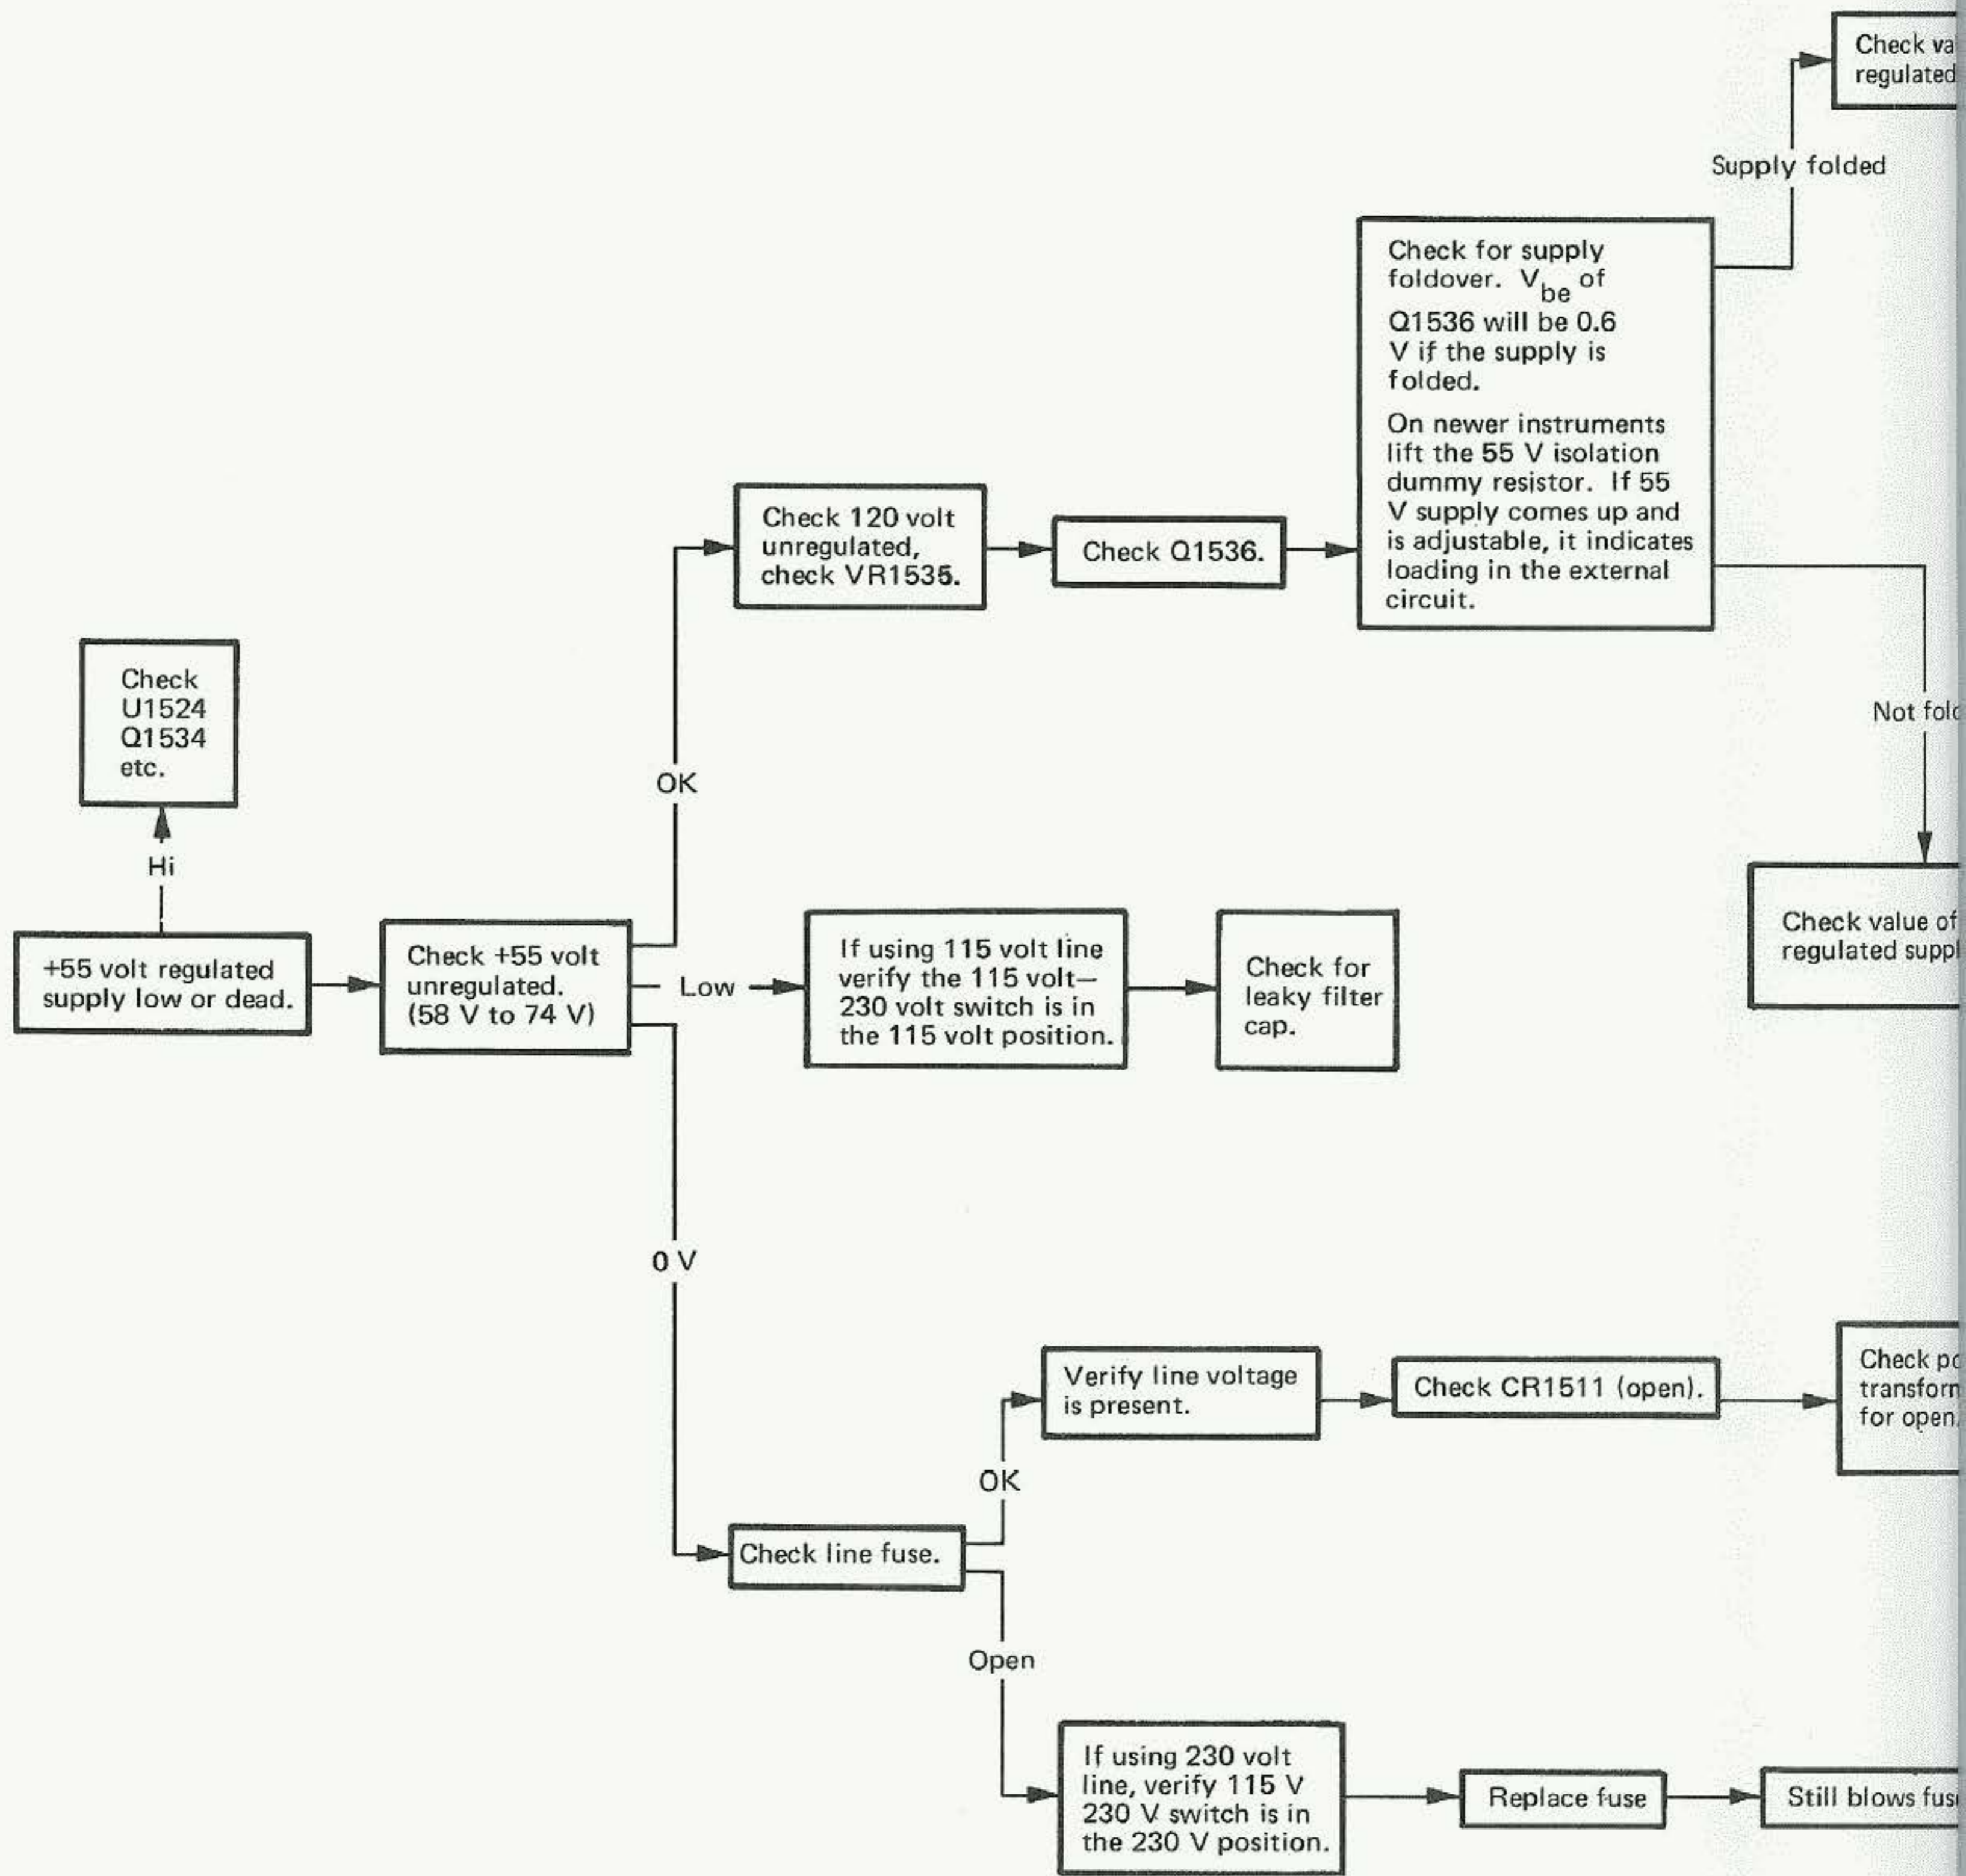 Check
regulated
Supply folded
Check for supply
foldover. Vbe of
Q1536 will be 0.6
V if the supply is
folded.
On newer instruments
lift the 55 V isolation
dummy resistor. If 55
V supply comes up and
is adjustable, it indicates
loading in the external
circuit.
Not
Check 120 volt
unregulated,
check VR1535.
Check Q1536.
OK
Check
U1524
Q1534
etc.
Hi
+55 volt regulated
supply low or dead.
Check +55 volt
unregulated.
(58 V to 74 V)
Low
If using 115 volt line
verify the 115 volt—
230 volt switch is in
the 115 volt position.
Check for
leaky filter
cap.
Check value of
regulated
0 V
Check line fuse.
OK
Verify line voltage
is present.
Check CR1511 (open).
Check
for open.
Open
If using 230 volt
line, verify 115 V
230 V switch is in
the 230 V position.
Replace fuse
Still blows